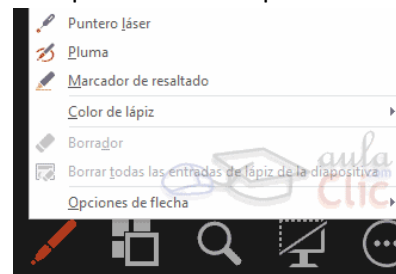 Puntero láser
Pluma
Marcador de resaltado
Color de lápiz
Borrador
Borrar todas las entradas de lápiz de la diapositiva
Opciones de flecha
aula
Clic
.com